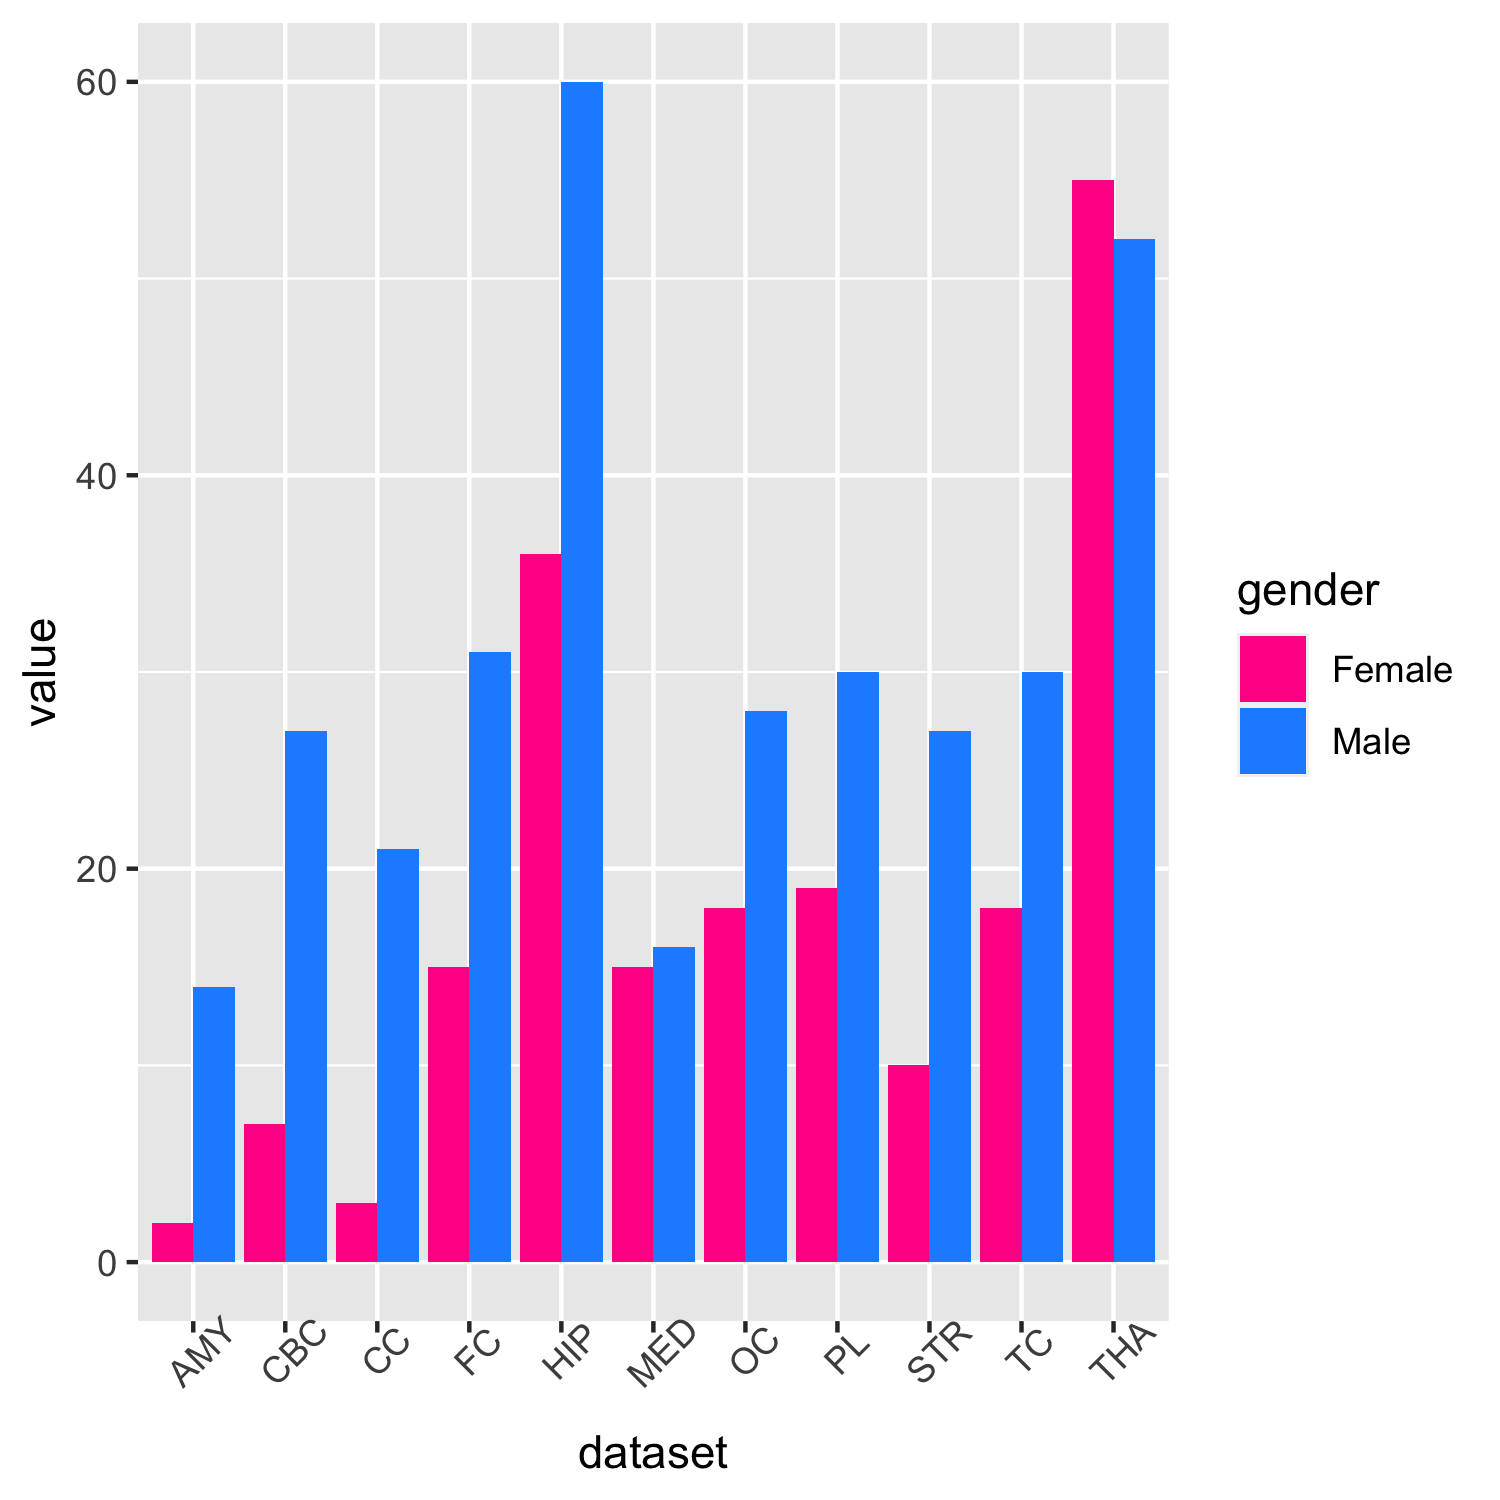 60
40
20
0
value
AMY
CBC
CC
FC
HIP
MED
OC
PL
STR
TC
THA
dataset
gender
Female
Male